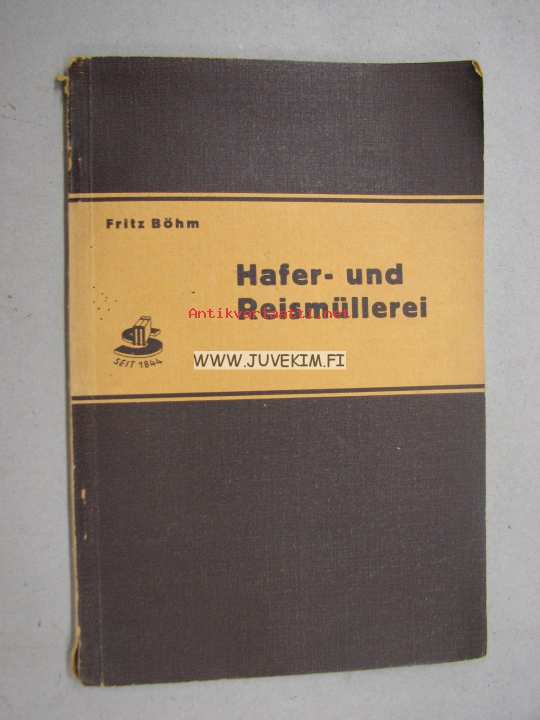 Fritz Böhm
Hafer- und
Reismüllerei
Antikvariaatti.net
WWW.JUVEKIM.FI
SEIT 1844